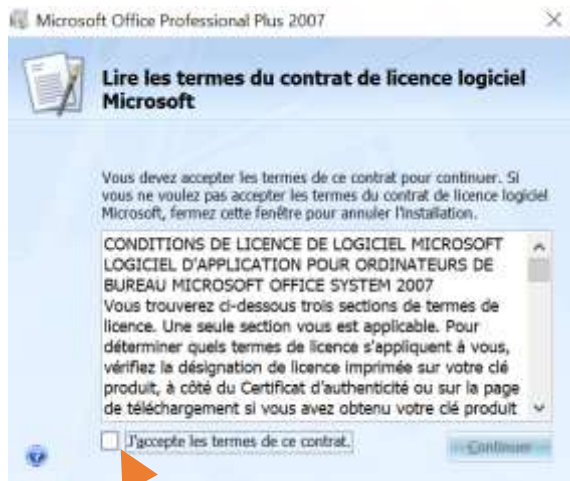 Microsoft Office Professional Plus 2007
Lire les termes du contrat de licence logiciel
Microsoft
Vous devez accepter les termes de ce contrat pour continuer. Si
vous ne voulez pas accepter les termes du contrat de licence logiciel
Microsoft, fermez cette fenêtre pour annuler l'installation.
CONDITIONS DE LICENCE DE LOGICIEL MICROSOFT
LOGICIEL D'APPLICATION POUR ORDINATEURS DE
BUREAU MICROSOFT OFFICE SYSTEM 2007
Vous trouverez ci-dessous trois sections de termes de
licence. Une seule section vous est applicable. Pour
déterminer quels termes de licence s'appliquent à vous,
vérifiez la désignation de licence imprimée sur votre clé
produit, à côté du Certificat d'authenticité ou sur la page
de téléchargement si vous avez obtenu votre clé produit
J'accepte les termes de ce contrat.
Continuer